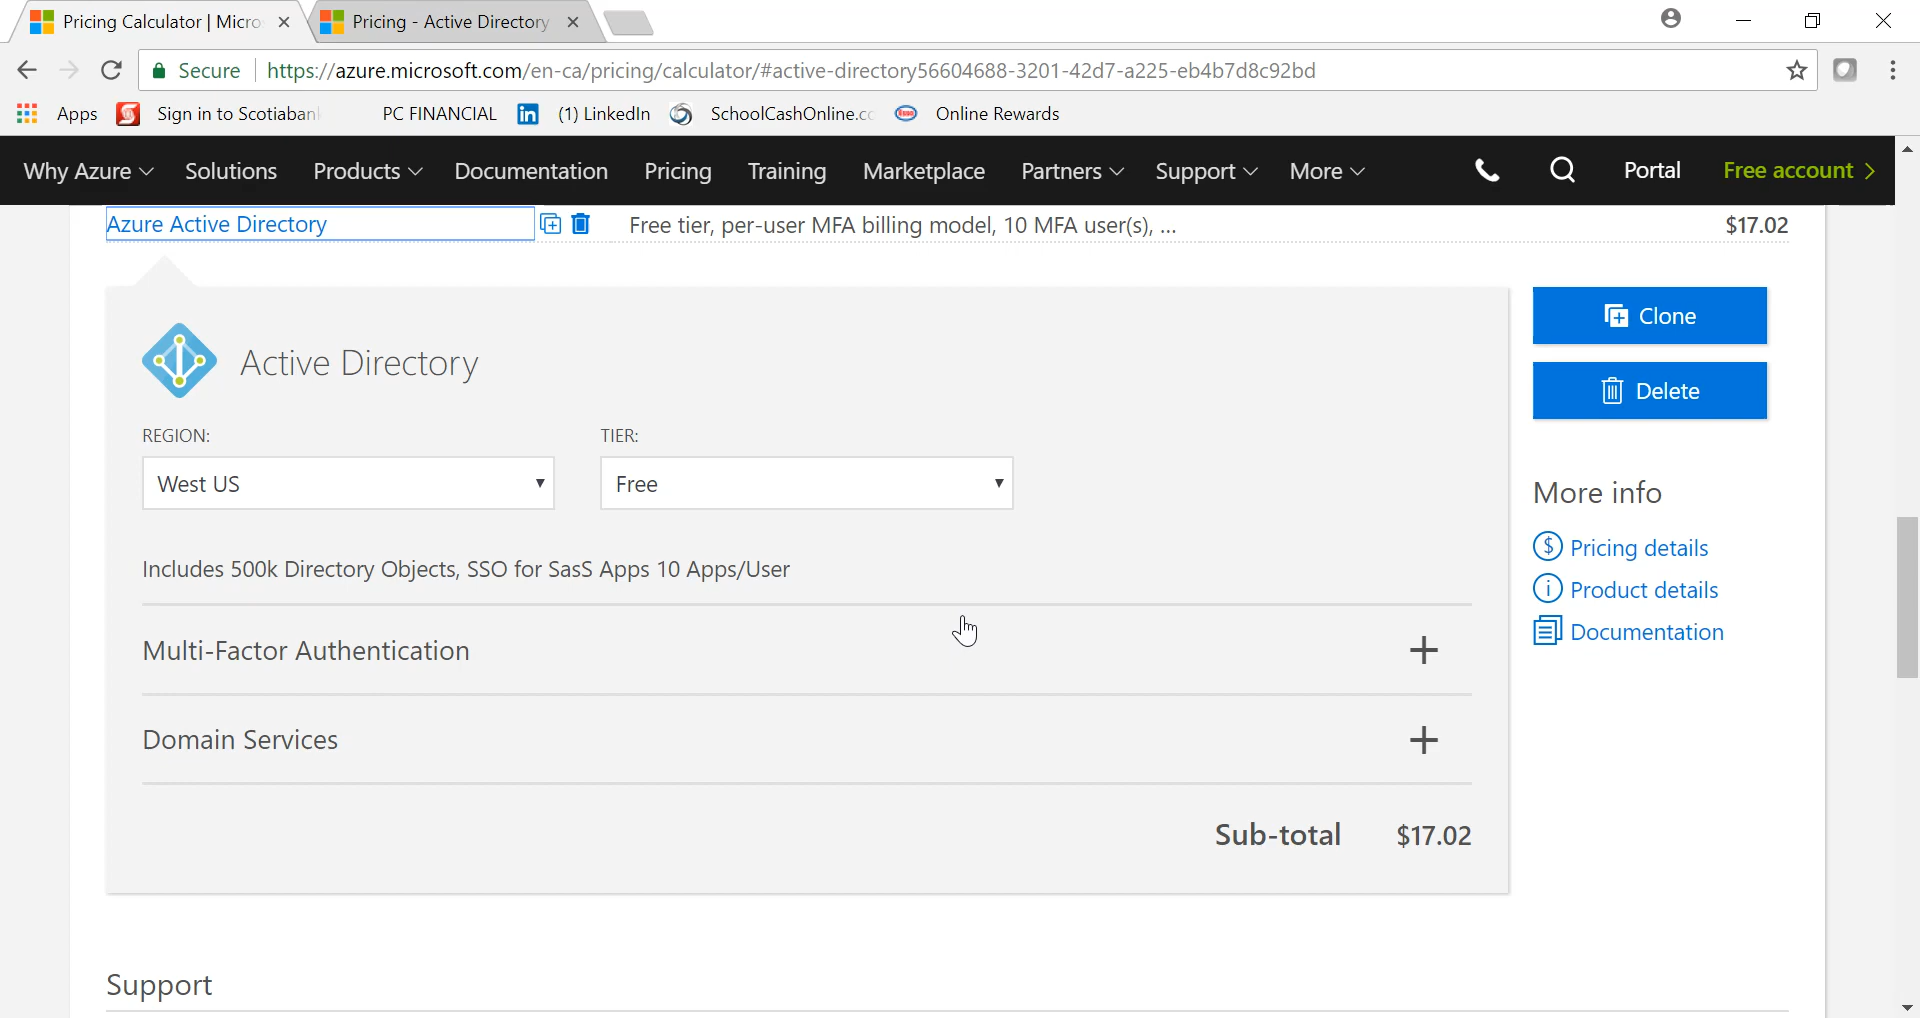 Pricing Calculator | Micro
Pricing - Active Directory
Secure
https://azure.microsoft.com/en-ca/pricing/calculator/#active-directory56604688-3201-42d7-a225-eb4b7d8c92bd
Apps
Sign in to Scotiaban
PC FINANCIAL
in
(1) LinkedIn
SchoolCashOnline.co
Esso
Online Rewards
Why Azure
Solutions
Products
Documentation
Pricing
Training
Marketplace
Partners
Support
More
Portal
Free account >
Azure Active Directory
Free tier, per-user MFA billing model, 10 MFA user(s), ...
$17.02
Clone
Active Directory
Delete
REGION:
TIER:
West US
Free
More info
$ Pricing details
Includes 500k Directory Objects, SSO for SasS Apps 10 Apps/User
i Product details
Documentation
Multi-Factor Authentication
+
Domain Services
+
Sub-total $17.02
Support